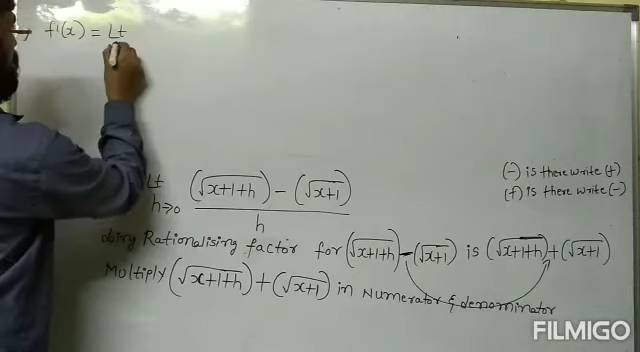 f'(x) = Lt
Lt h→0 (√x+1+h) - (√x+1) / h
(-) is there write (+)
(+) is there write (-)
Rationalising factor for (√x+1+h) - (√x+1) is (√x+1+h) + (√x+1)
Multiply (√x+1+h) + (√x+1) in Numerator & denominator
FILMIGO